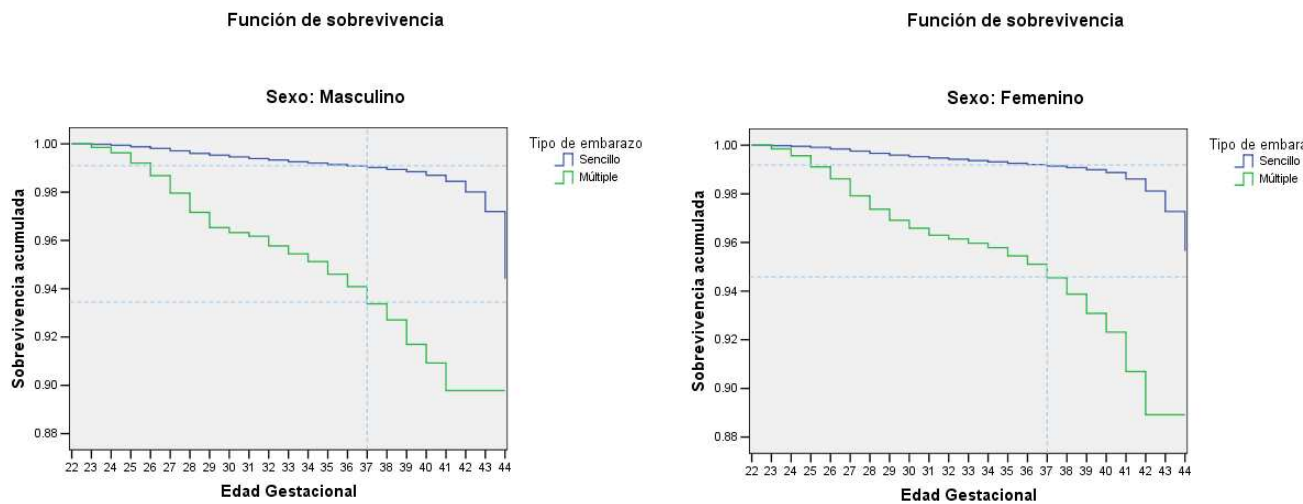 Función de sobrevivencia
Sexo: Masculino
Tipo de embarazo
Sencillo
Múltiple
Sobrevivencia acumulada
1.00
0.98
0.96
0.94
0.92
0.90
0.88
22 23 24 25 26 27 28 29 30 31 32 33 34 35 36 37 38 39 40 41 42 43 44
Edad Gestacional
Función de sobrevivencia
Sexo: Femenino
Tipo de embara
Sencillo
Múltiple
Sobrevivencia acumulada
1.00
0.98
0.96
0.94
0.92
0.90
0.88
22 23 24 25 26 27 28 29 30 31 32 33 34 35 36 37 38 39 40 41 42 43 44
Edad Gestacional